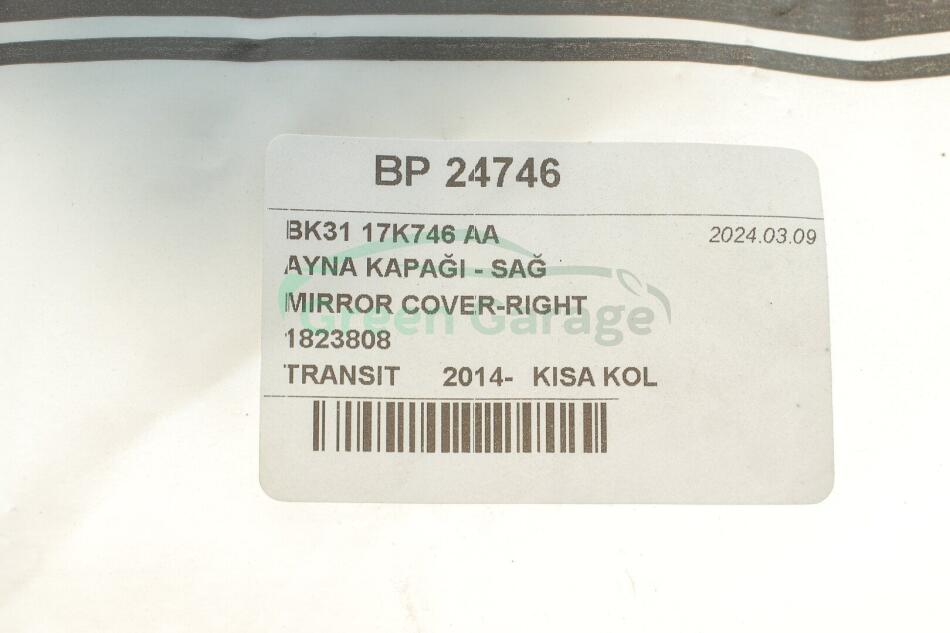 BP 24746
BK31 17K746 AA 2024.03.09
AYNA KAPAĞI - SAĞ
MIRROR COVER-RIGHT
Green Garage
1823808
TRANSIT 2014- KISA KOL